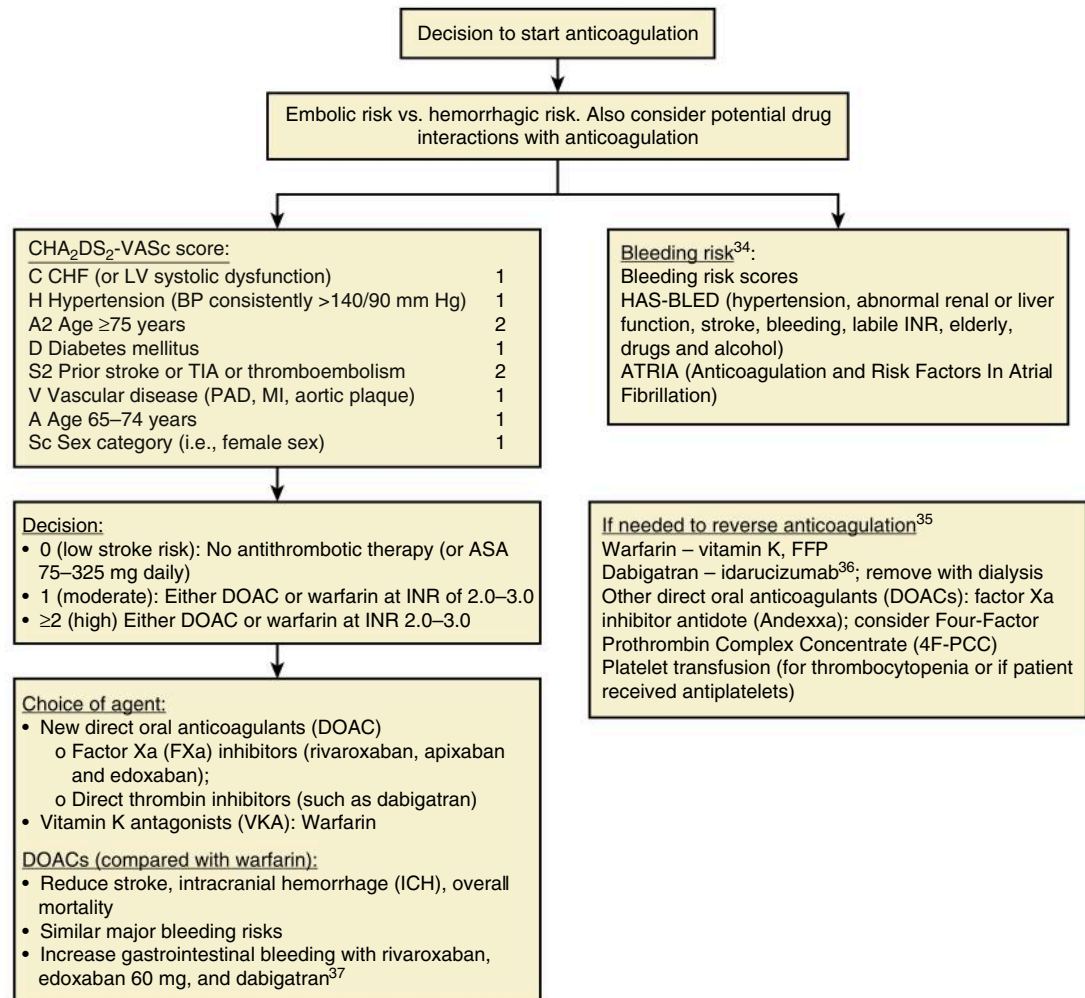 Decision to start anticoagulation
Embolic risk vs. hemorrhagic risk. Also consider potential drug
interactions with anticoagulation
CHA₂DS₂-VASc score:
C CHF (or LV systolic dysfunction) 1
H Hypertension (BP consistently >140/90 mm Hg) 1
A2 Age ≥75 years 2
D Diabetes mellitus 1
S2 Prior stroke or TIA or thromboembolism 2
V Vascular disease (PAD, MI, aortic plaque) 1
A Age 65–74 years 1
Sc Sex category (i.e., female sex) 1
Bleeding risk³⁴:
Bleeding risk scores
HAS-BLED (hypertension, abnormal renal or liver
function, stroke, bleeding, labile INR, elderly,
drugs and alcohol)
ATRIA (Anticoagulation and Risk Factors In Atrial
Fibrillation)
Decision:
• 0 (low stroke risk): No antithrombotic therapy (or ASA
75–325 mg daily)
• 1 (moderate): Either DOAC or warfarin at INR of 2.0–3.0
• ≥2 (high) Either DOAC or warfarin at INR 2.0–3.0
If needed to reverse anticoagulation³⁵
Warfarin – vitamin K, FFP
Dabigatran – idarucizumab³⁶; remove with dialysis
Other direct oral anticoagulants (DOACs): factor Xa
inhibitor antidote (Andexxa); consider Four-Factor
Prothrombin Complex Concentrate (4F-PCC)
Platelet transfusion (for thrombocytopenia or if patient
received antiplatelets)
Choice of agent:
• New direct oral anticoagulants (DOAC)
o Factor Xa (FXa) inhibitors (rivaroxaban, apixaban
and edoxaban);
o Direct thrombin inhibitors (such as dabigatran)
• Vitamin K antagonists (VKA): Warfarin
DOACs (compared with warfarin):
• Reduce stroke, intracranial hemorrhage (ICH), overall
mortality
• Similar major bleeding risks
• Increase gastrointestinal bleeding with rivaroxaban,
edoxaban 60 mg, and dabigatran³⁷